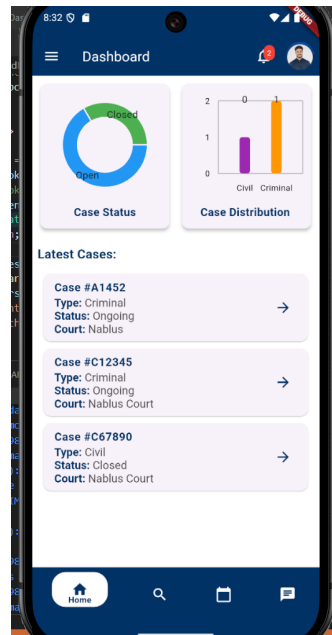 8:32
DEBUG
Dashboard
2
Closed
Open
Case Status
2
1
0
0
1
Civil
Criminal
Case Distribution
Latest Cases:
Case #A1452
Type: Criminal
Status: Ongoing
Court: Nablus
Case #C12345
Type: Criminal
Status: Ongoing
Court: Nablus Court
Case #C67890
Type: Civil
Status: Closed
Court: Nablus Court
Home